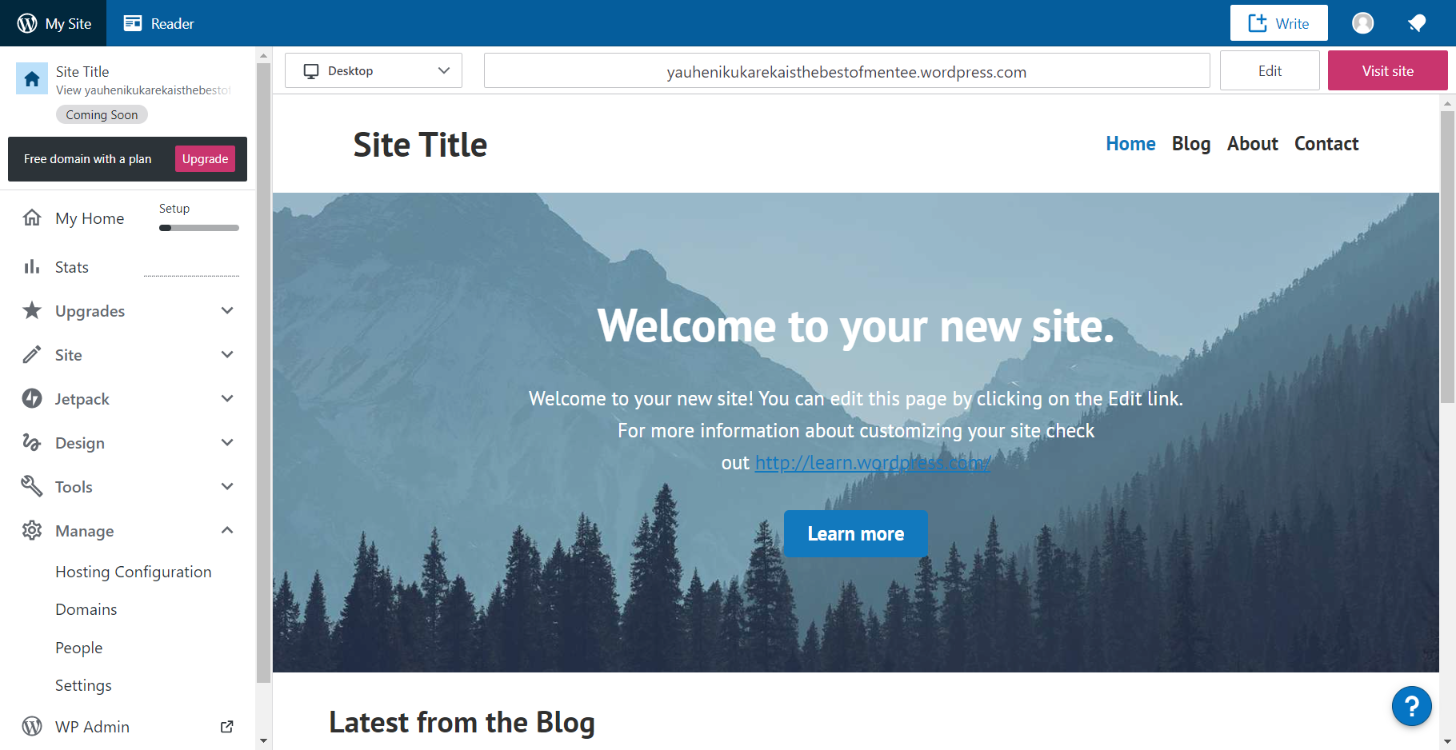 My Site
Reader
Write
Site Title
View yauhenikukarekaisthebesto
Coming Soon
Free domain with a plan
Upgrade
My Home
Setup
Stats
Upgrades
Site
Jetpack
Design
Tools
Manage
Hosting Configuration
Domains
People
Settings
WP Admin
Desktop
yauhenikukarekaisthebestofmentee.wordpress.com
Edit
Visit site
Site Title
Home Blog About Contact
Welcome to your new site.
Welcome to your new site! You can edit this page by clicking on the Edit link.
For more information about customizing your site check
out http://learn.wordpress.com/
Learn more
Latest from the Blog
?